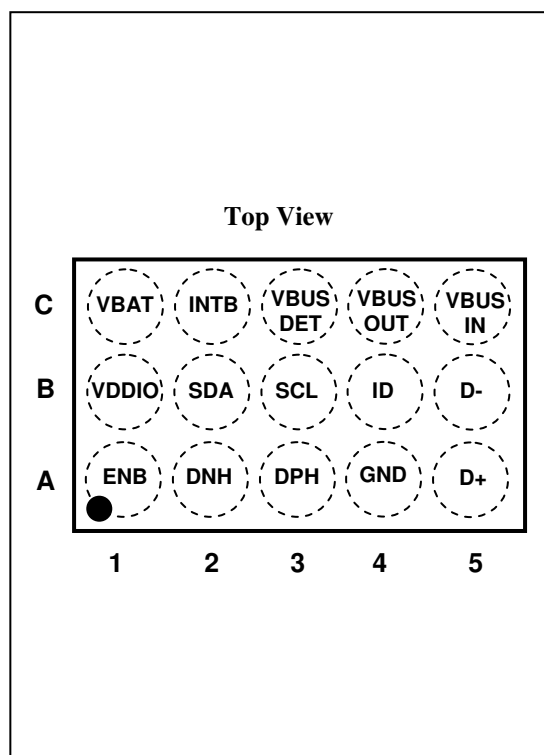 Top View
C VBAT INTB VBUS DET VBUS OUT VBUS IN
B VDDIO SDA SCL ID D-
A ENB DNH DPH GND D+
1 2 3 4 5